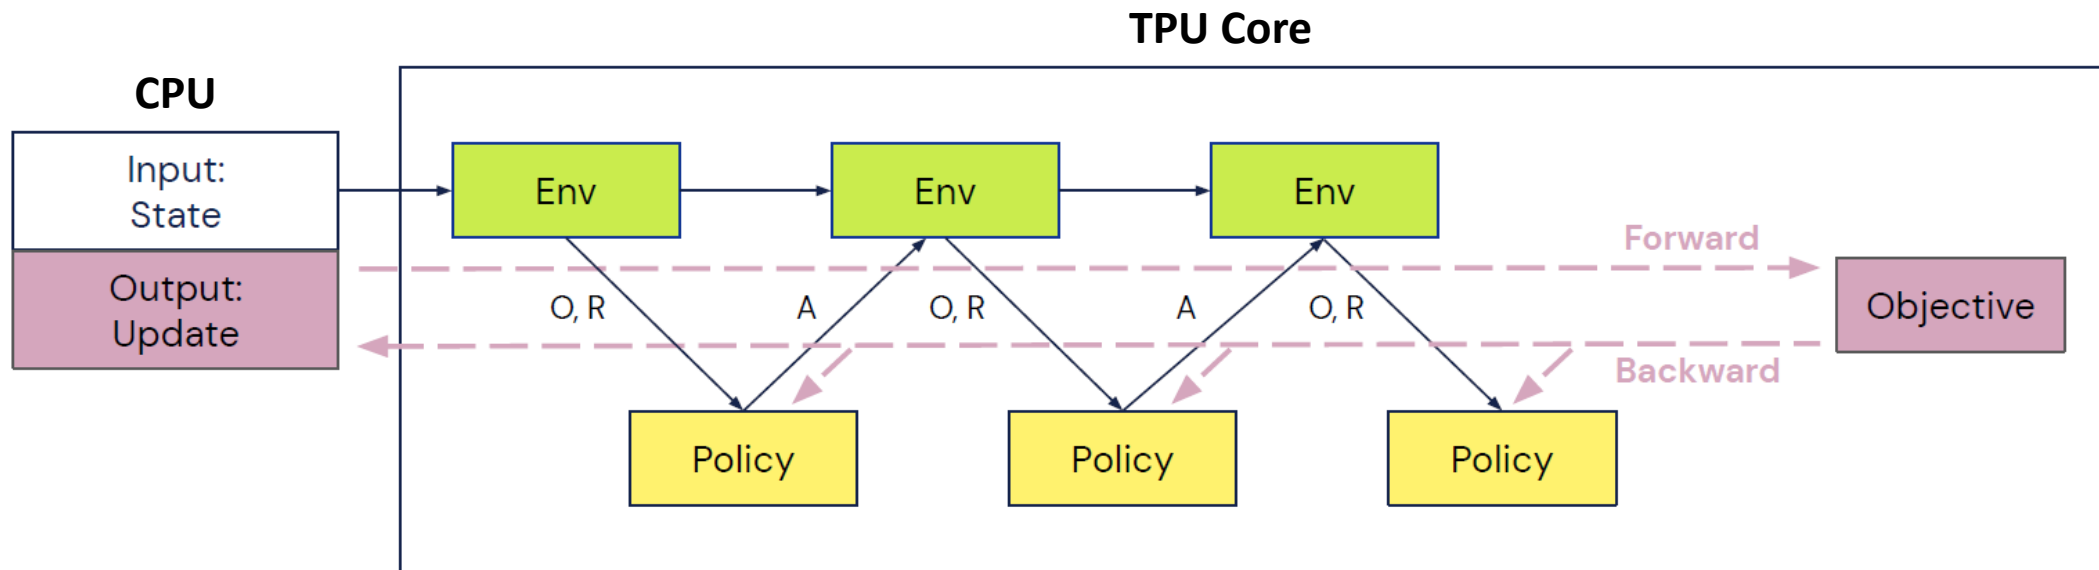 TPU Core
CPU
Input:
State
Output:
Update
Env
Env
Env
Forward
O, R
A
O, R
A
O, R
Objective
Backward
Policy
Policy
Policy